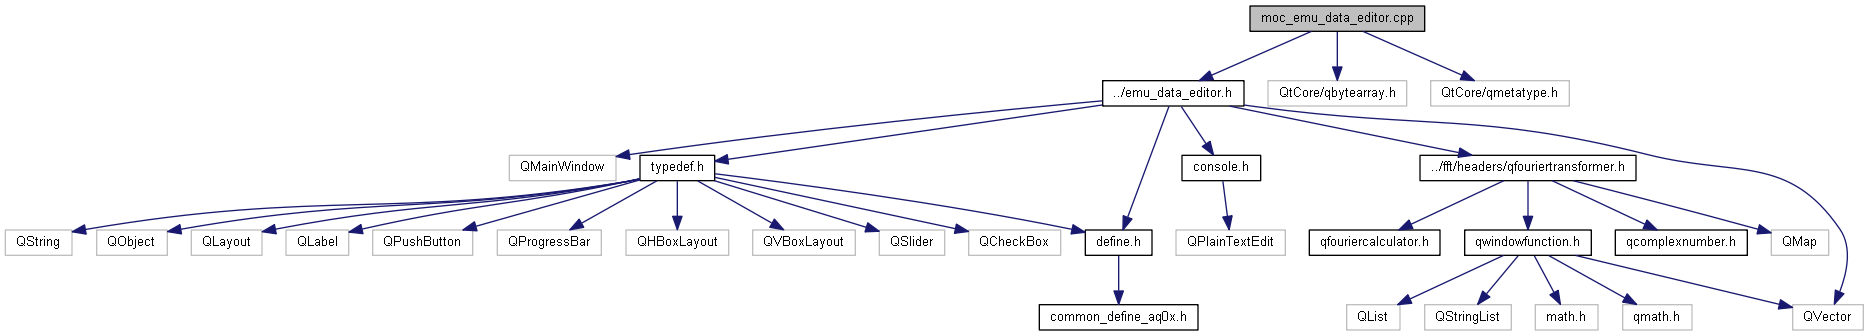 moc_emu_data_editor.cpp
../emu_data_editor.h
QtCore/qbytearray.h
QtCore/qmetatype.h
QMainWindow
typedef.h
console.h
../fft/headers/qfouriertransformer.h
QString
QObject
QLayout
QLabel
QPushButton
QProgressBar
QHBoxLayout
QVBoxLayout
QSlider
QCheckBox
define.h
QPlainTextEdit
qfouriercalculator.h
qwindowfunction.h
qcomplexnumber.h
QMap
common_define_aq0x.h
QList
QStringList
math.h
qmath.h
QVector